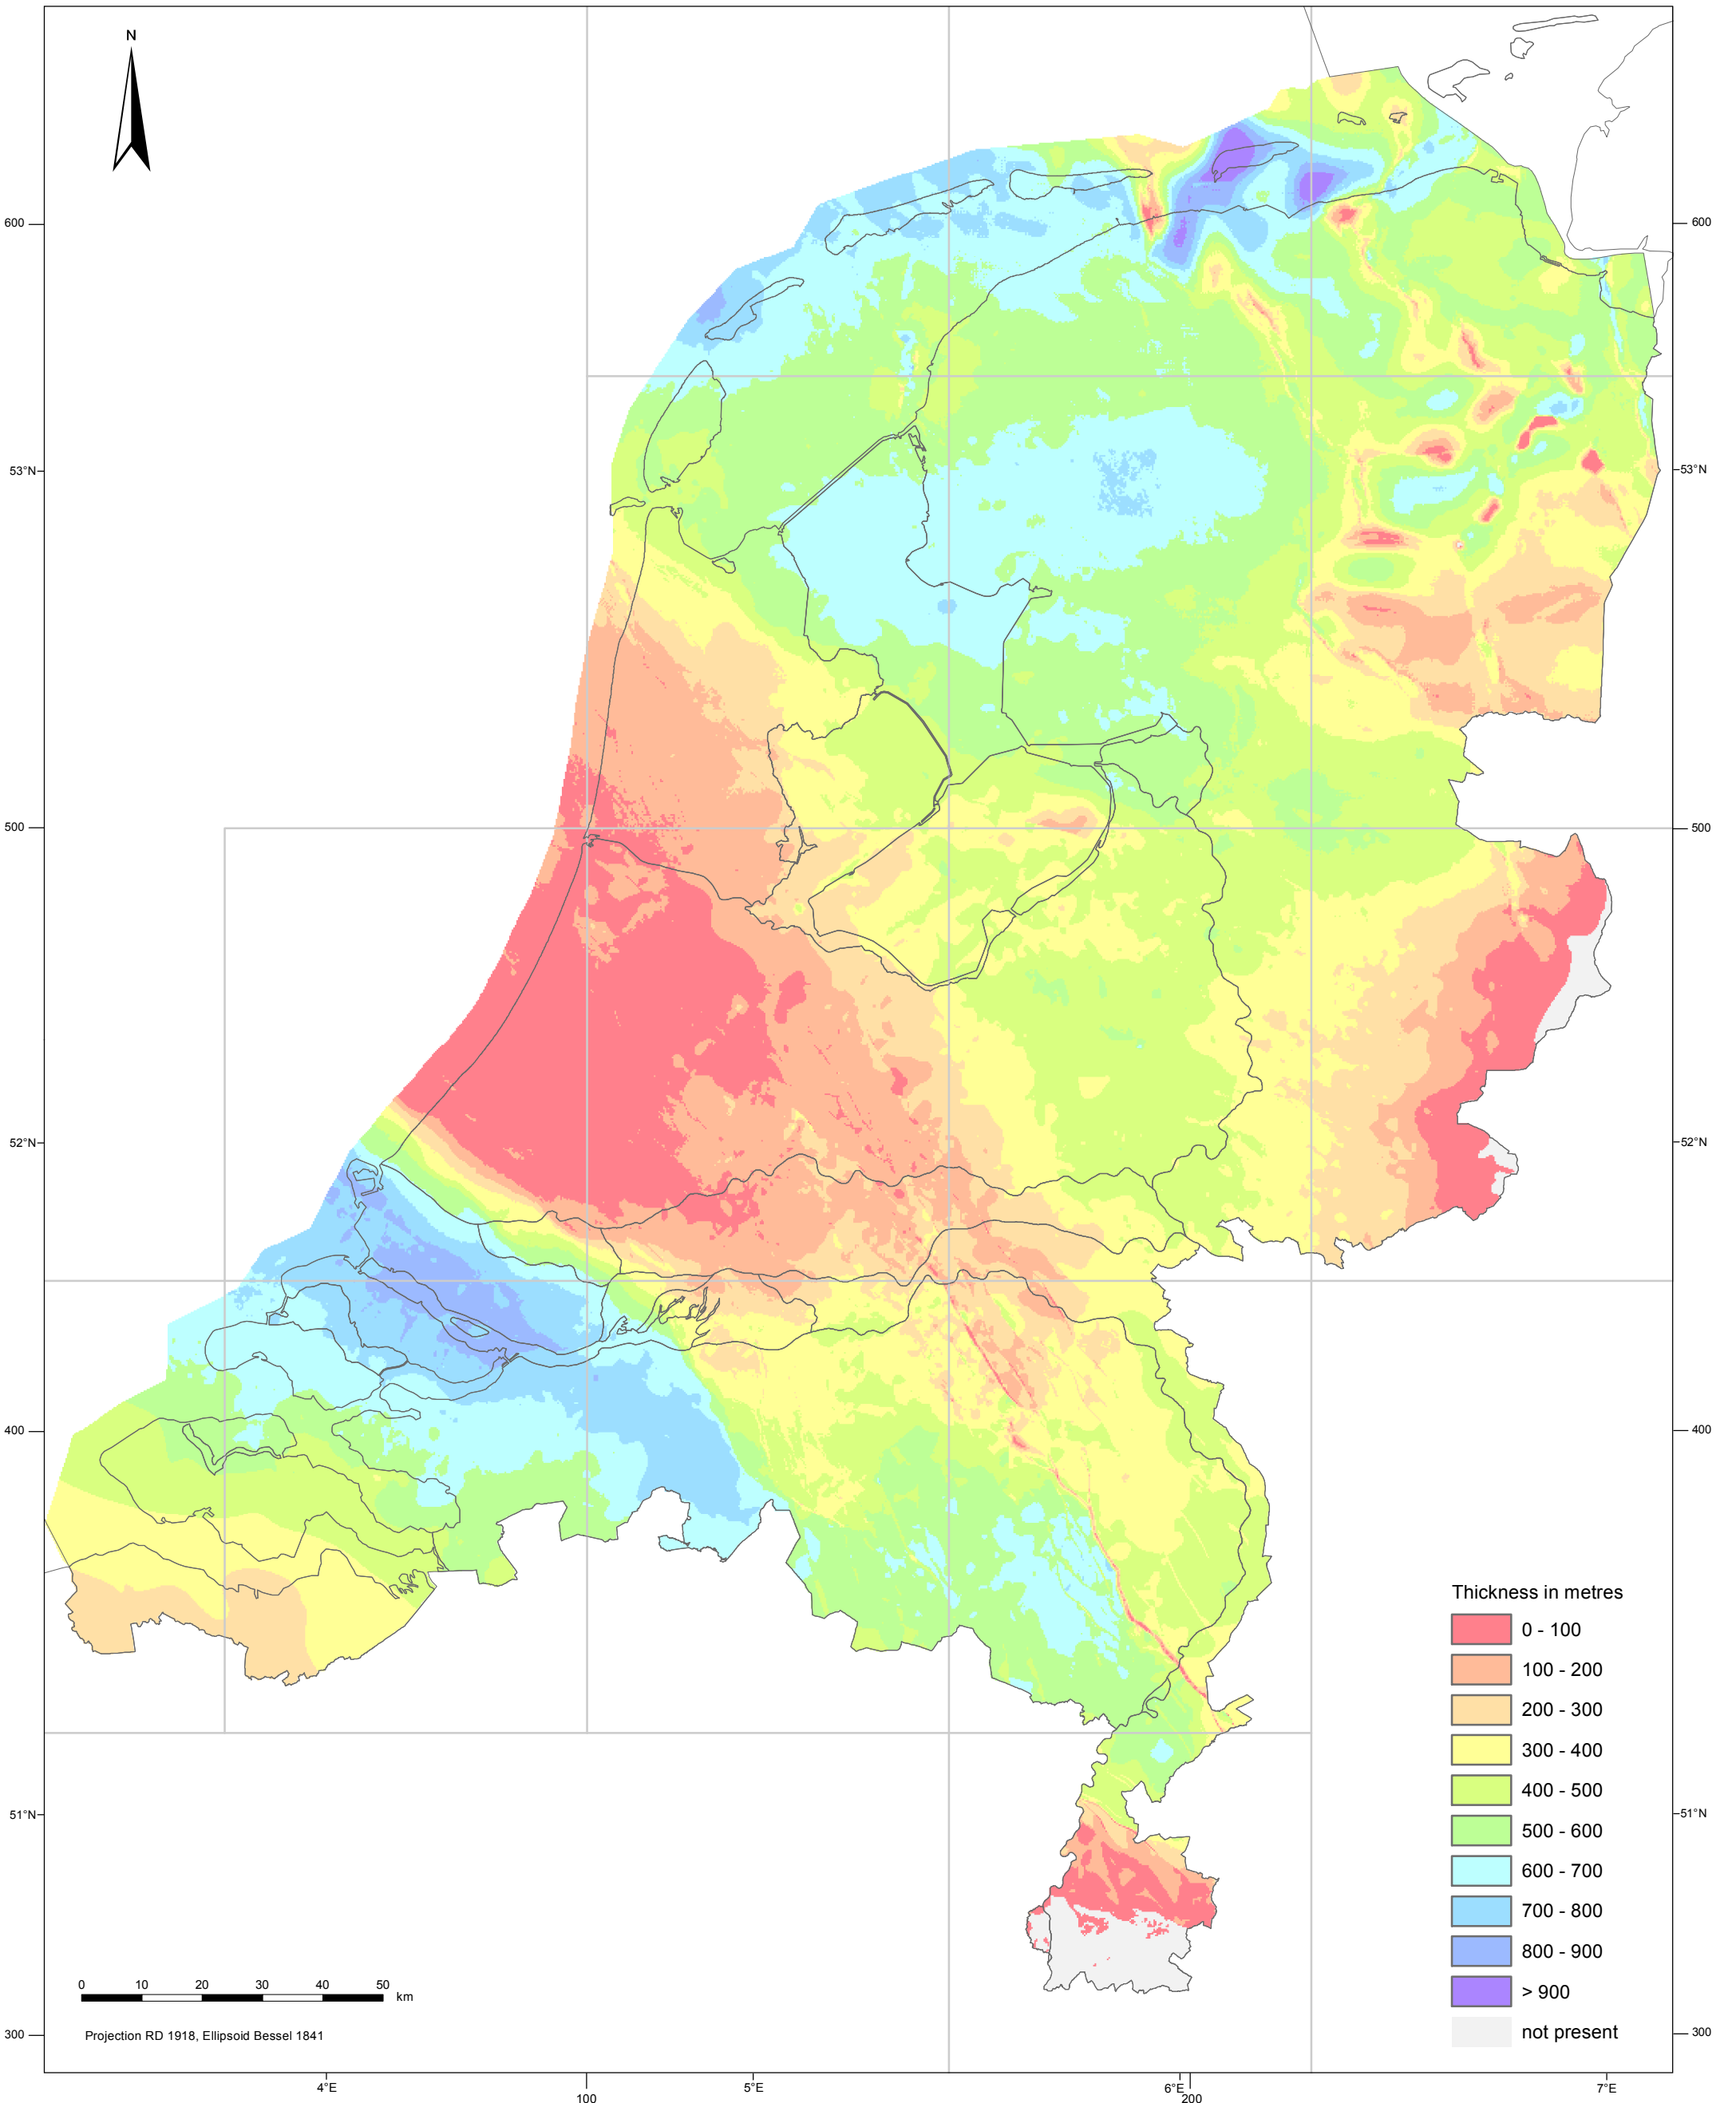 N
600
600
53°N
53°N
500
500
52°N
52°N
400
400
Thickness in metres
0 - 100
100 - 200
200 - 300
300 - 400
400 - 500
500 - 600
600 - 700
700 - 800
800 - 900
> 900
not present
51°N
51°N
0 10 20 30 40 50 km
Projection RD 1918, Ellipsoid Bessel 1841
300
300
4°E 5°E 6°E 7°E
100 200